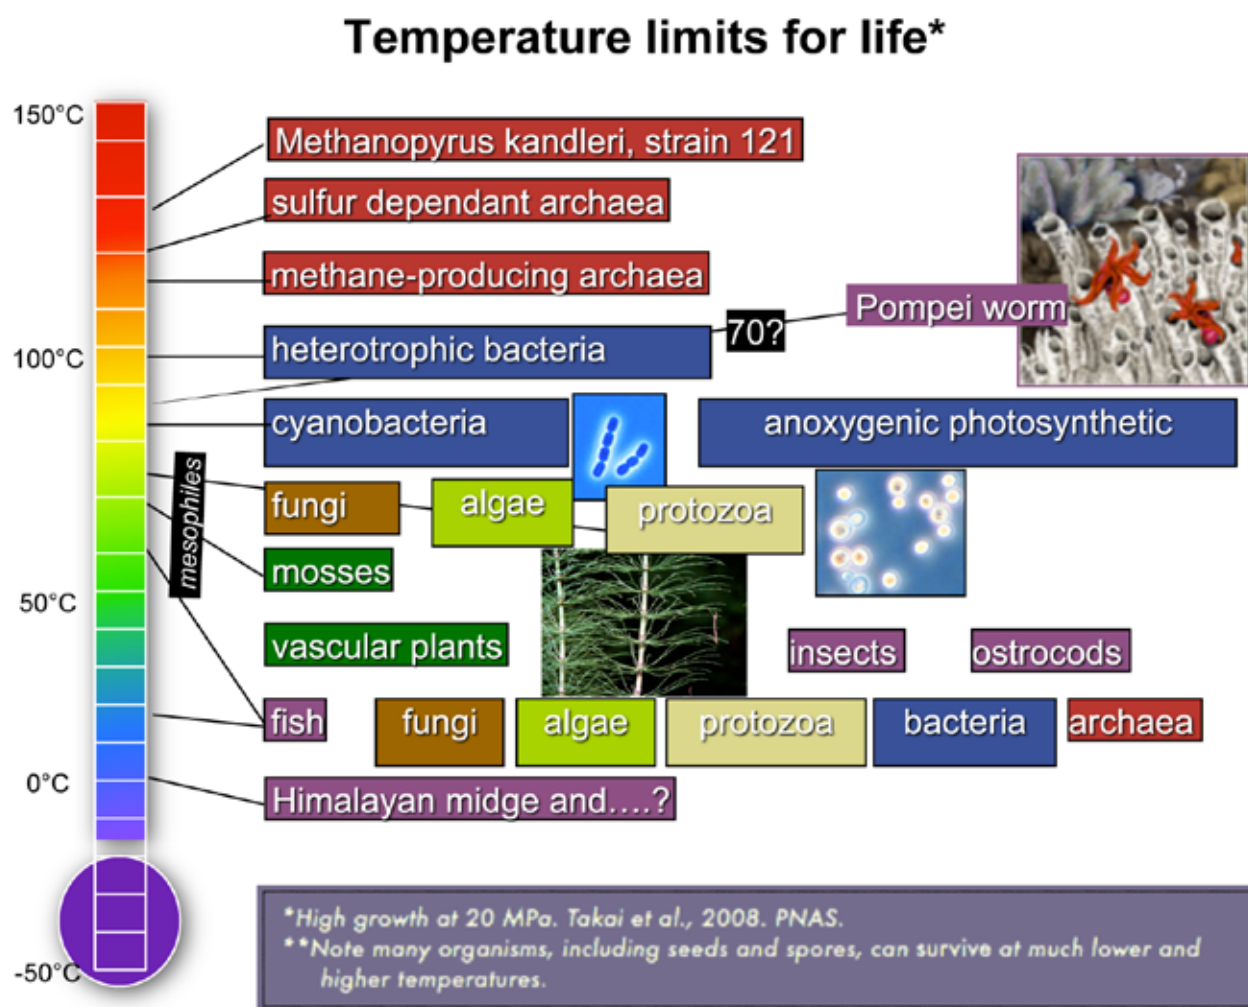 Temperature limits for life*
150°C
Methanopyrus kandleri, strain 121
sulfur dependant archaea
methane-producing archaea
Pompei worm
70?
heterotrophic bacteria
100°C
cyanobacteria
anoxygenic photosynthetic
mesophiles
fungi
algae
protozoa
mosses
50°C
vascular plants
insects
ostrocods
fish
fungi
algae
protozoa
bacteria
archaea
0°C
Himalayan midge and....?
*High growth at 20 MPa. Takai et al., 2008. PNAS.
**Note many organisms, including seeds and spores, can survive at much lower and
higher temperatures.
-50°C